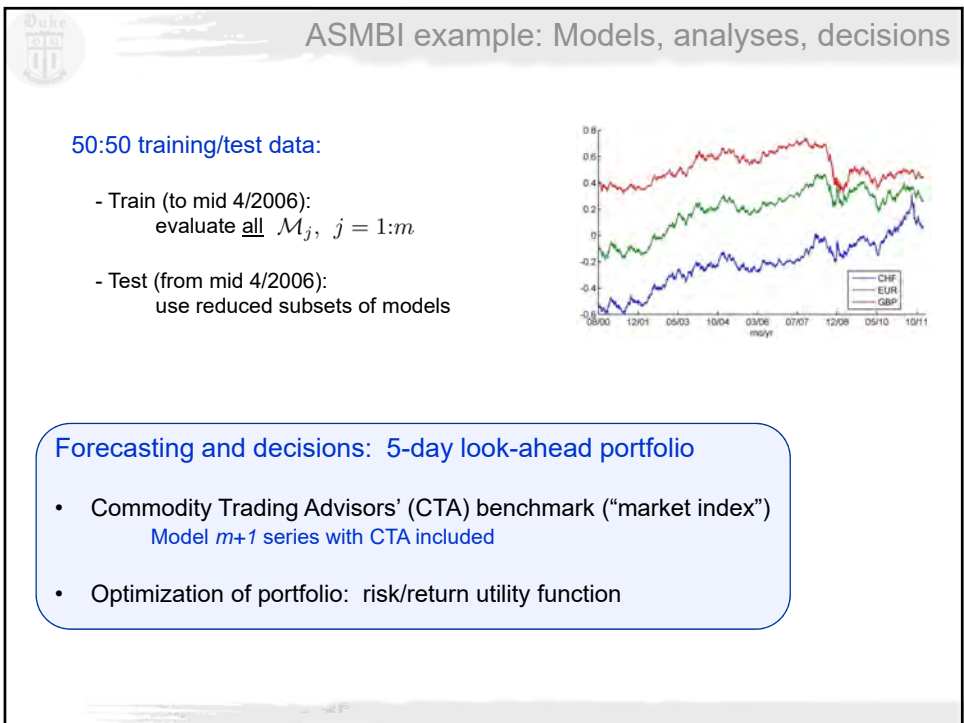 Duke
ASMBI example: Models, analyses, decisions
50:50 training/test data:
- Train (to mid 4/2006):
evaluate all ℳj, j = 1:m
- Test (from mid 4/2006):
use reduced subsets of models
0.8
0.6
0.4
0.2
0
-0.2
-0.4
-0.6
08/00 12/01 05/03 10/04 03/06 07/07 12/08 05/10 10/11
mo/yr
CHF
EUR
GBP
Forecasting and decisions: 5-day look-ahead portfolio
• Commodity Trading Advisors’ (CTA) benchmark (“market index”)
Model m+1 series with CTA included
• Optimization of portfolio: risk/return utility function